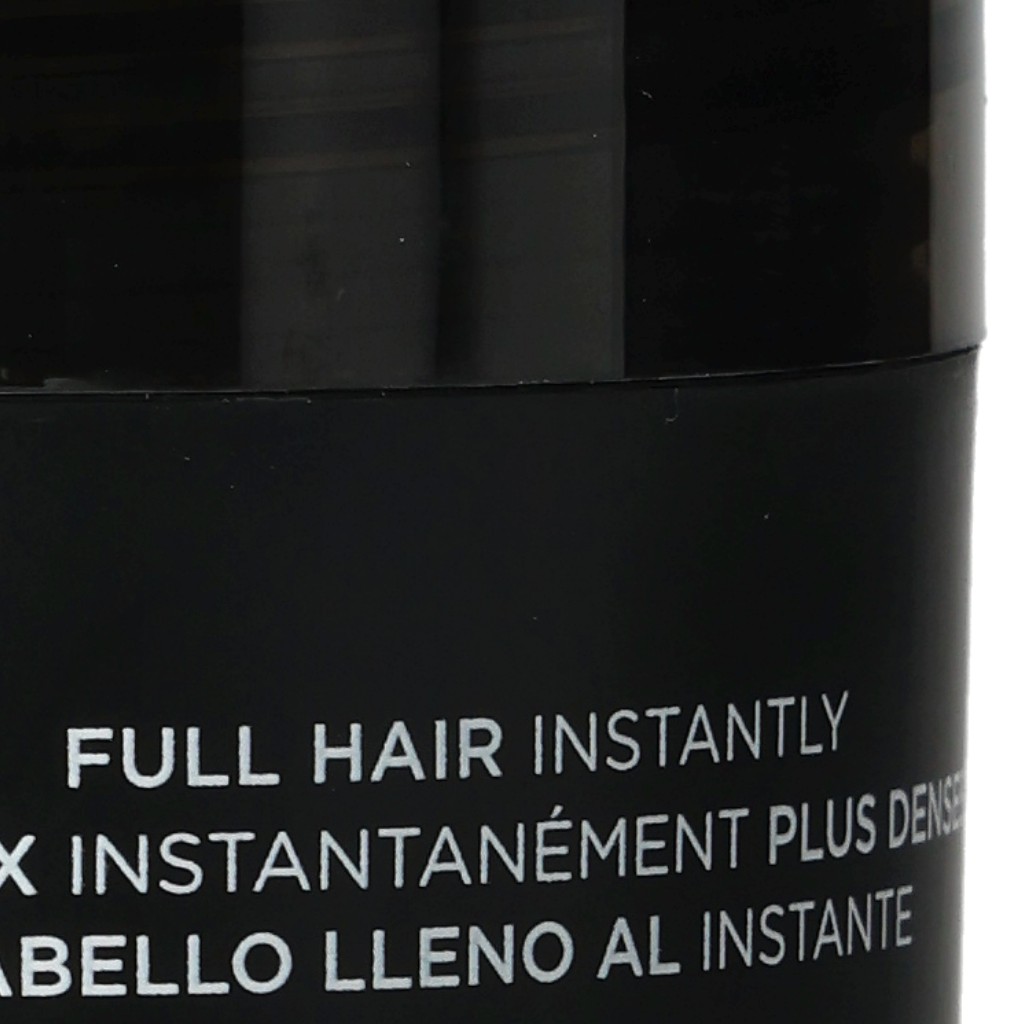 FULL HAIR INSTANTLY
X INSTANTANÉMENT PLUS DENSE
ABELLO LLENO AL INSTANTE